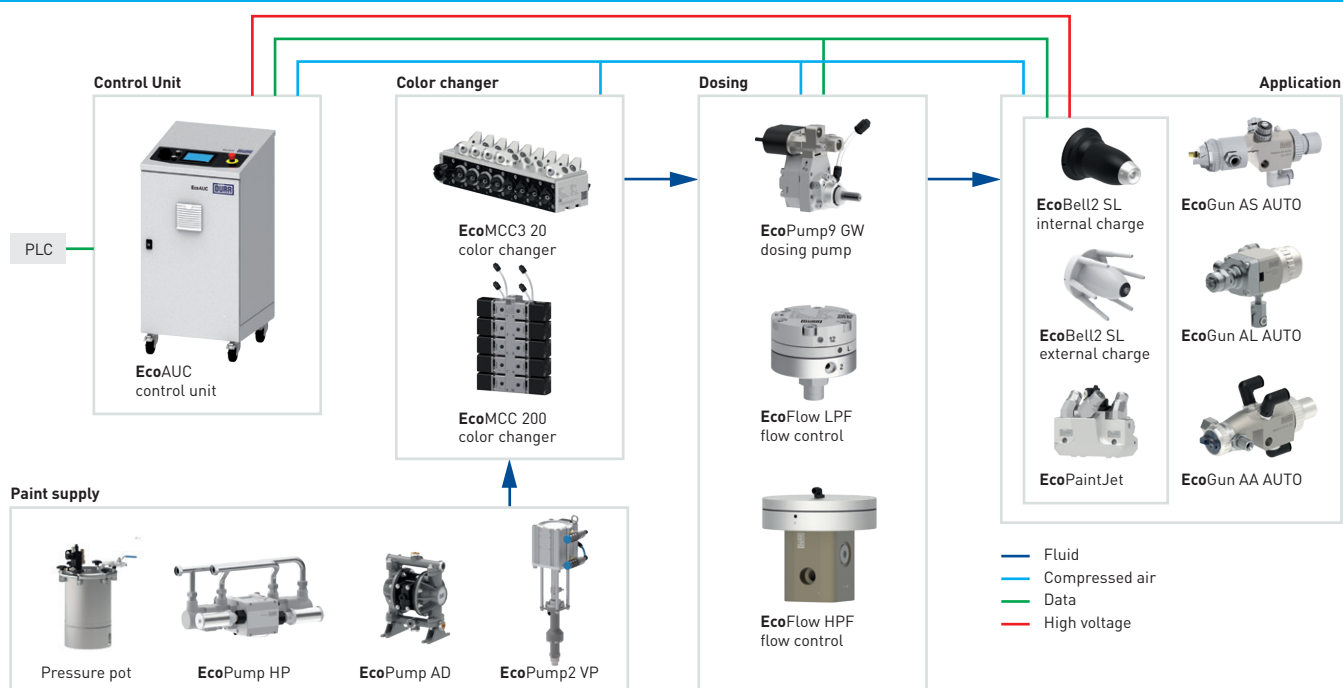 Control Unit
Color changer
Dosing
Application
EcoAUC
DÜRR
PLC
EcoAUC
control unit
EcoMCC3 20
color changer
EcoMCC 200
color changer
EcoPump9 GW
dosing pump
12
L
2
EcoFlow LPF
flow control
EcoFlow HPF
flow control
EcoBell2 SL
internal charge
EcoGun AS AUTO
EcoBell2 SL
external charge
EcoGun AL AUTO
EcoPaintJet
EcoGun AA AUTO
Paint supply
Pressure pot
EcoPump HP
EcoPump AD
EcoPump2 VP
Fluid
Compressed air
Data
High voltage